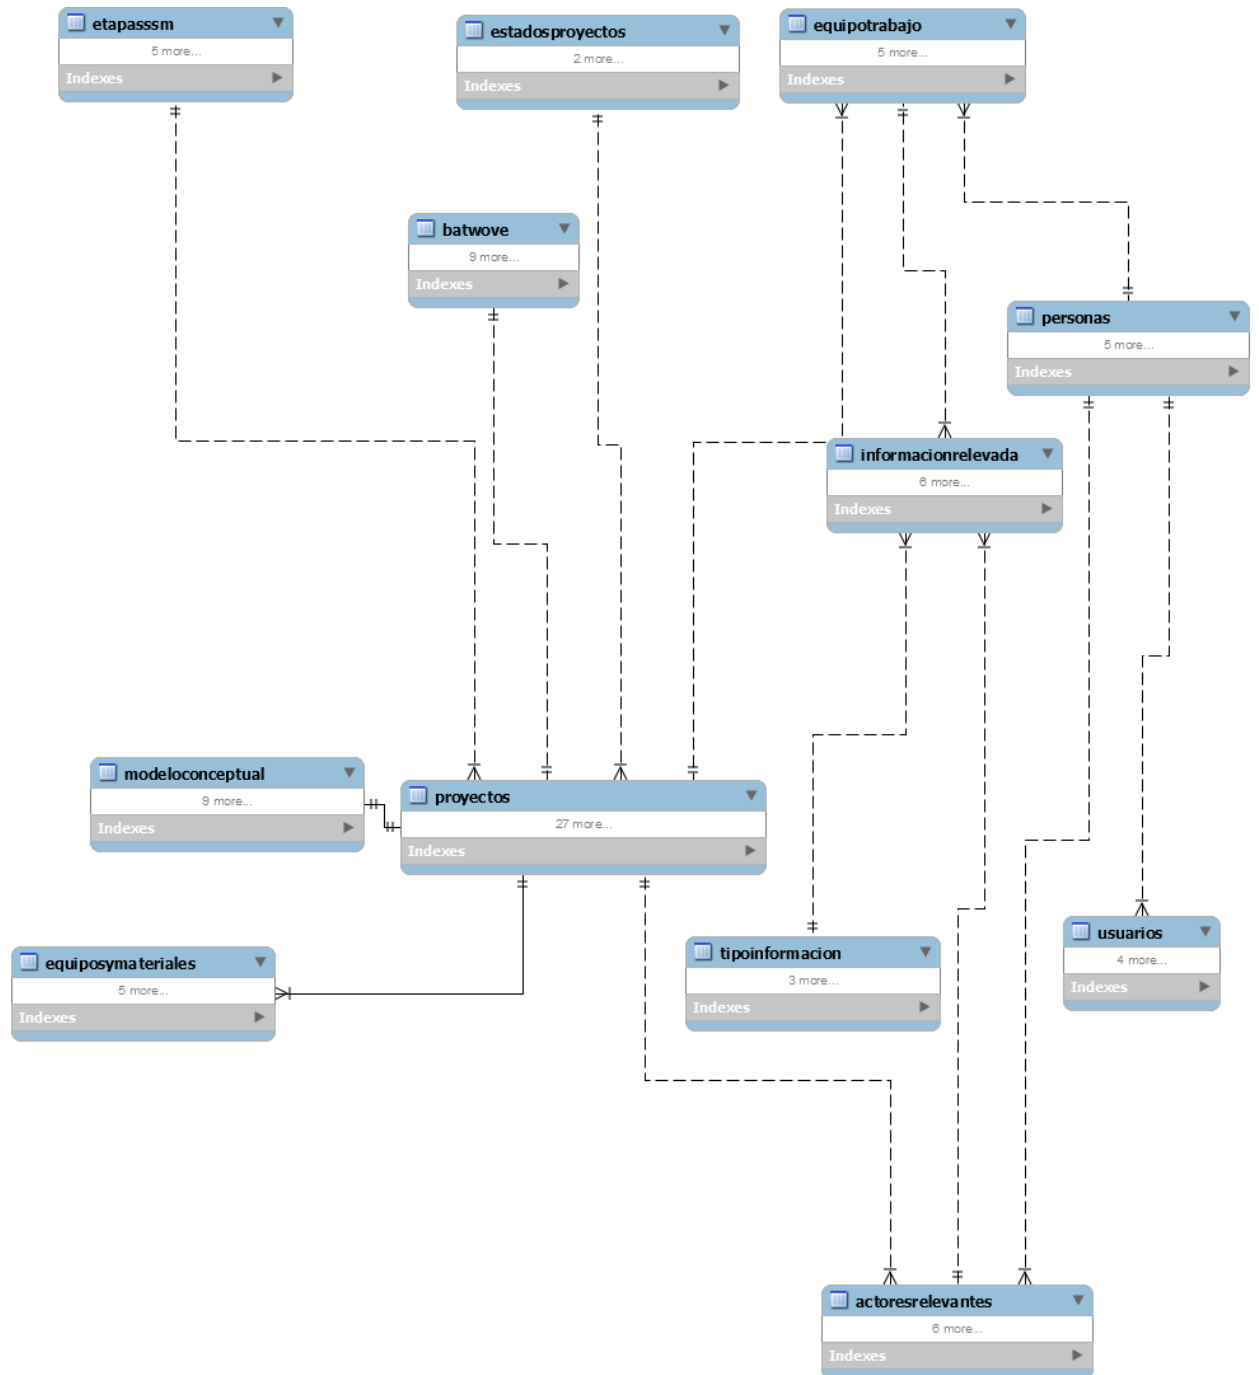 etapasssm
5 more...
Indexes
estadosproyectos
2 more...
Indexes
equipotrabajo
5 more...
Indexes
batwove
9 more...
Indexes
personas
5 more...
Indexes
informacionrelevada
6 more...
Indexes
modeloconceptual
9 more...
Indexes
proyectos
27 more...
Indexes
equiposymateriales
5 more...
Indexes
tipoinformacion
3 more...
Indexes
usuarios
4 more...
Indexes
actoresrelevantes
6 more...
Indexes